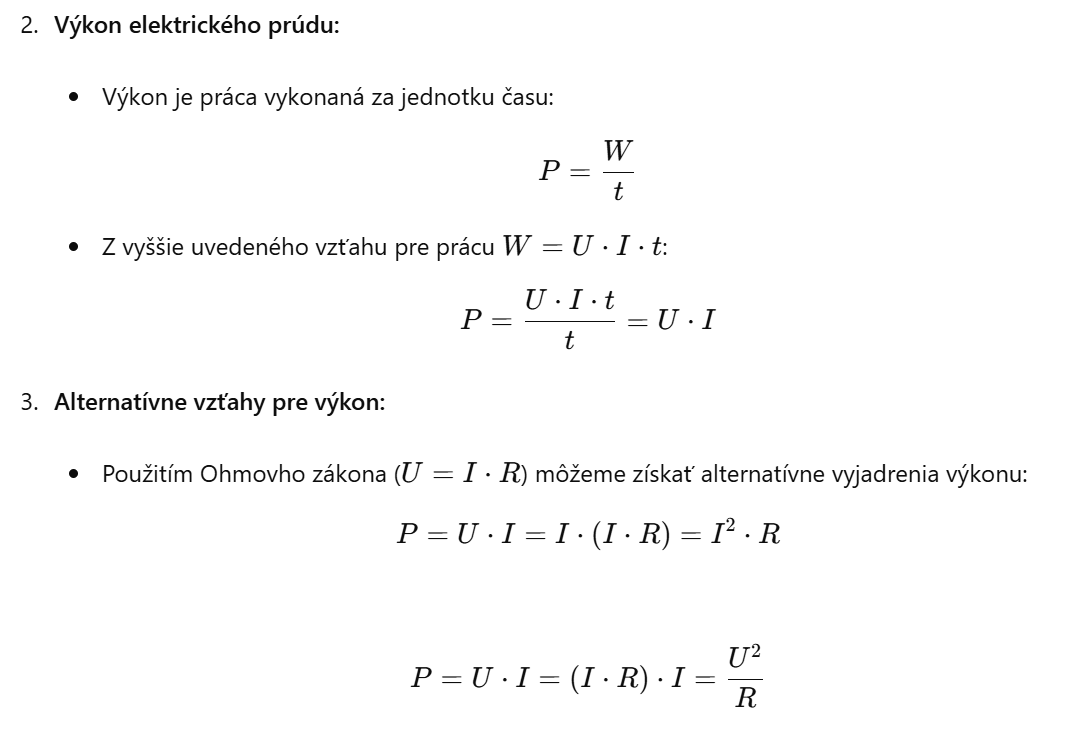 2. Výkon elektrického prúdu:
• Výkon je práca vykonaná za jednotku času:
P = W/t
• Z vyššie uvedeného vzťahu pre prácu W = U · I · t:
P = U · I · t / t = U · I
3. Alternatívne vzťahy pre výkon:
• Použitím Ohmovho zákona (U = I · R) môžeme získať alternatívne vyjadrenia výkonu:
P = U · I = I · (I · R) = I² · R
P = U · I = (I · R) · I = U²/R